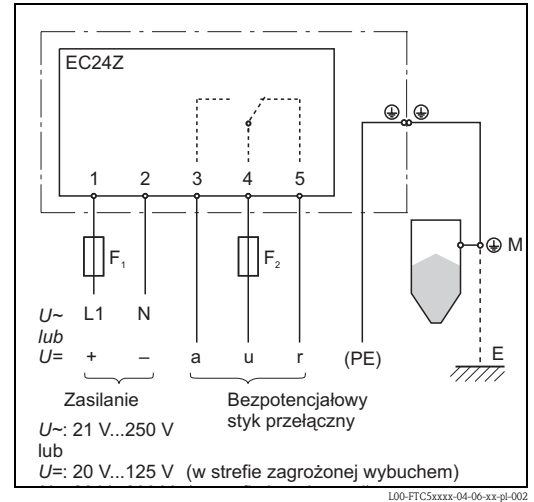 EC24Z
1 2 3 4 5
F₁ F₂
M
U~ L1 N
lub
U= + – a u r (PE) E
Zasilanie Bezpotencjałowy
styk przełączny
U~: 21 V...250 V
lub
U=: 20 V...125 V (w strefie zagrożonej wybuchem)
L00-FTC5xxxx-04-06-xx-pl-002